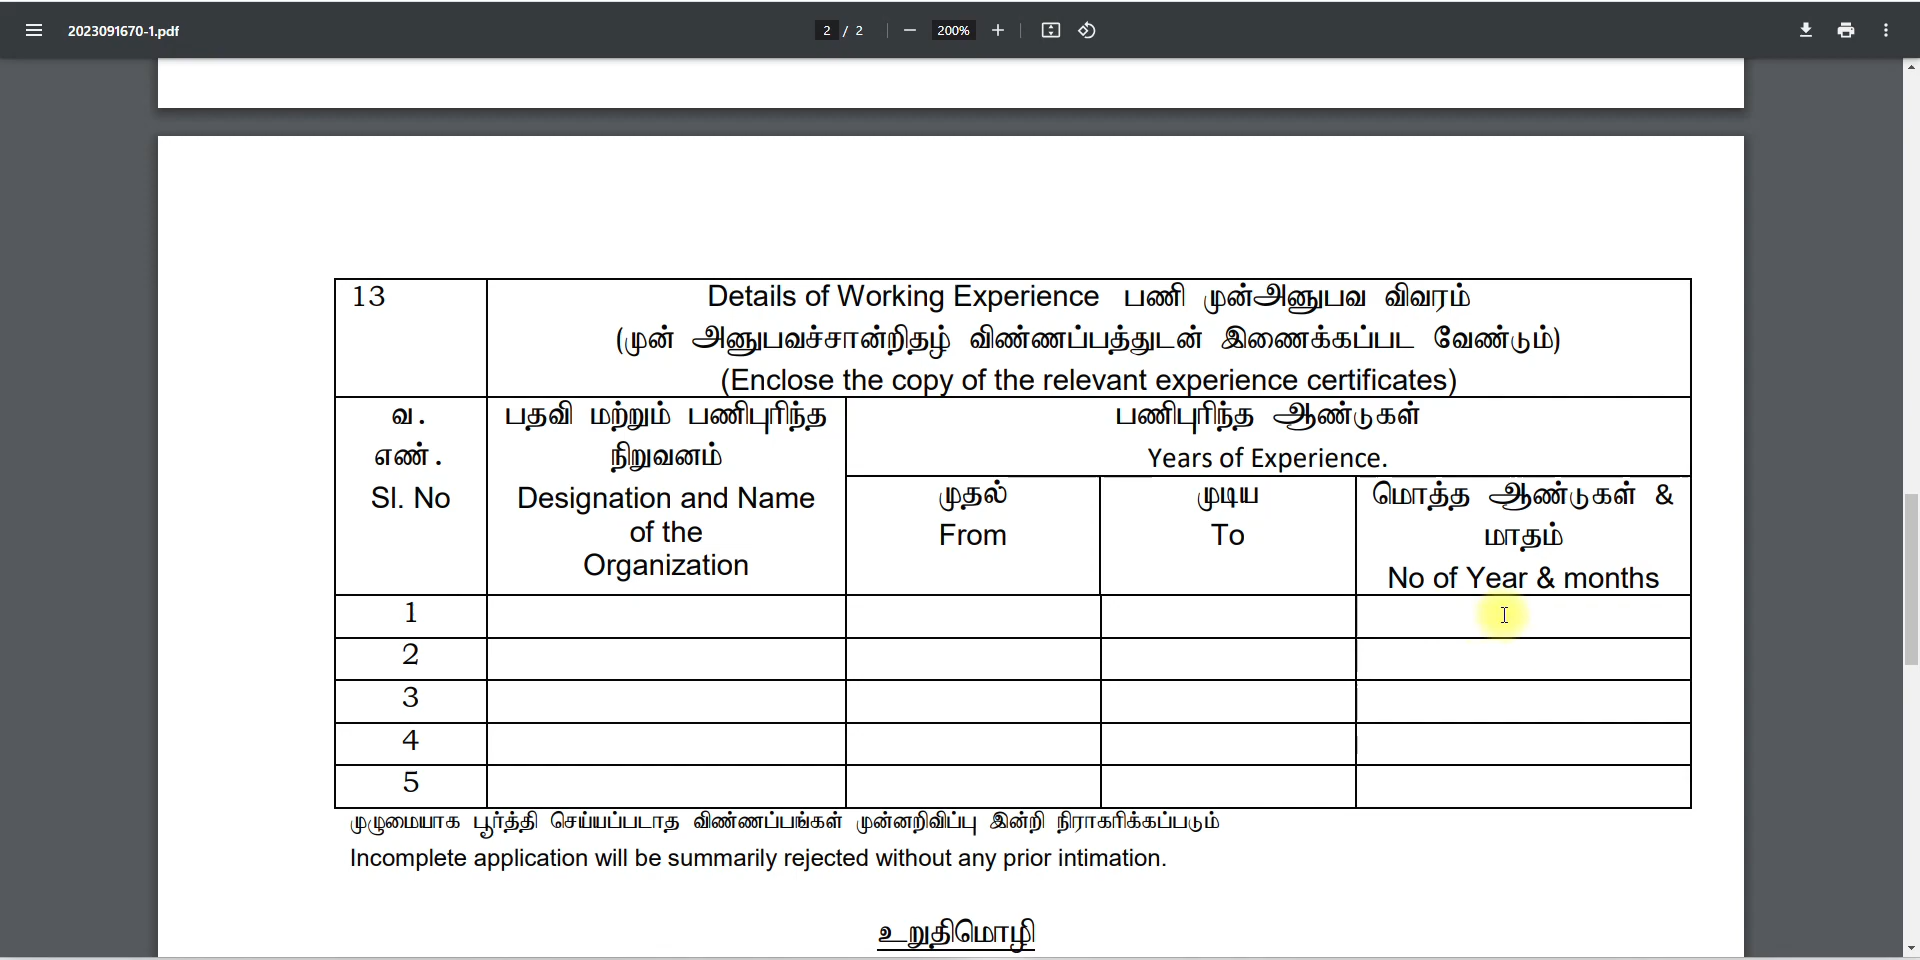 2023091670-1.pdf
2 / 2
200%
13
Details of Working Experience பணி முன்அனுபவ விவரம்
(முன் அனுபவச்சான்றிதழ் விண்ணப்பத்துடன் இணைக்கப்பட வேண்டும்)
(Enclose the copy of the relevant experience certificates)
வ.
எண்.
Sl. No
பதவி மற்றும் பணிபுரிந்த
நிறுவனம்
Designation and Name
of the
Organization
பணிபுரிந்த ஆண்டுகள்
Years of Experience.
முதல்
From
முடிய
To
மொத்த ஆண்டுகள் &
மாதம்
No of Year & months
1
2
3
4
5
முழுமையாக பூர்த்தி செய்யப்படாத விண்ணப்பங்கள் முன்னறிவிப்பு இன்றி நிராகரிக்கப்படும்
Incomplete application will be summarily rejected without any prior intimation.
உறுதிமொழி